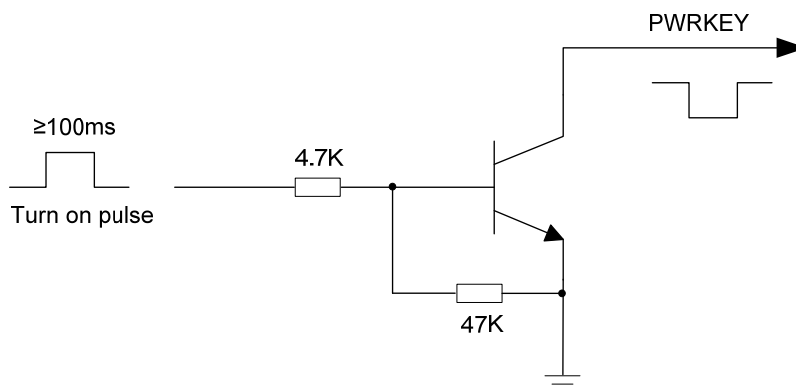 PWRKEY
≥100ms
4.7K
Turn on pulse
47K